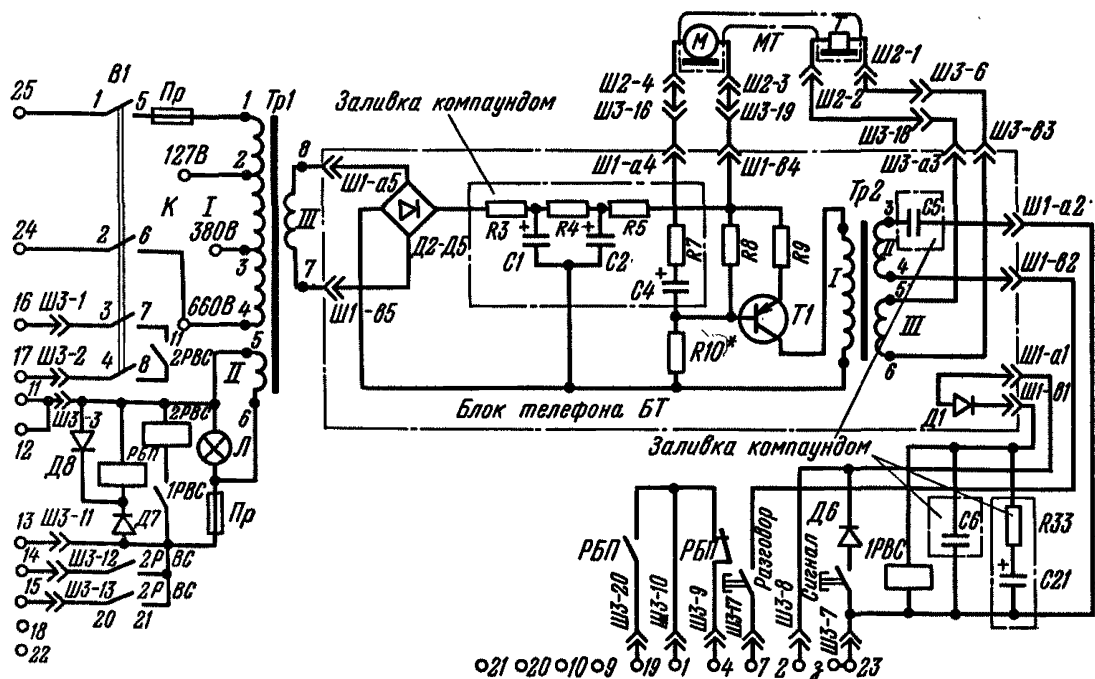 М
Т
МТ
Ш2-1
Ш2-4
Ш2-3
Ш2-2
Ш3-6
Ш3-16
Ш3-19
Ш3-18
Ш3-в3
Ш3-а3
В1
25
1
5
Пр
1
Тр1
Заливка компаундом
127В
2
8
Ш1-а5
Ш1-а4
Ш1-в4
Тр2
К
I
III
380В
3
24
2
6
660В
4
7
Ш1-в5
Д2-Д5
R3
R4
R5
C1
C2
R7
C4
R8
R9
R10*
Т1
I
3
C5
II
4
5
III
6
Ш1-а2
Ш1-в2
16
Ш3-1
3
7
11
2РВС
17
Ш3-2
4
8
5
II
6
11
Ш3-3
12
Блок телефона БТ
Ш1-а1
Ш1-в1
Д1
Заливка компаундом
Д8
РБП
2РВС
Л
1РВС
Д7
Пр
13
Ш3-11
14
Ш3-12
2Р
ВС
15
Ш3-13
2Р
ВС
20
21
18
22
РБП
РБП
Разговор
Сигнал
Д6
1РВС
C6
R33
C21
Ш3-20
Ш3-10
Ш3-9
Ш3-17
Ш3-8
Ш3-7
21
20
10
9
19
1
4
7
2
3
23